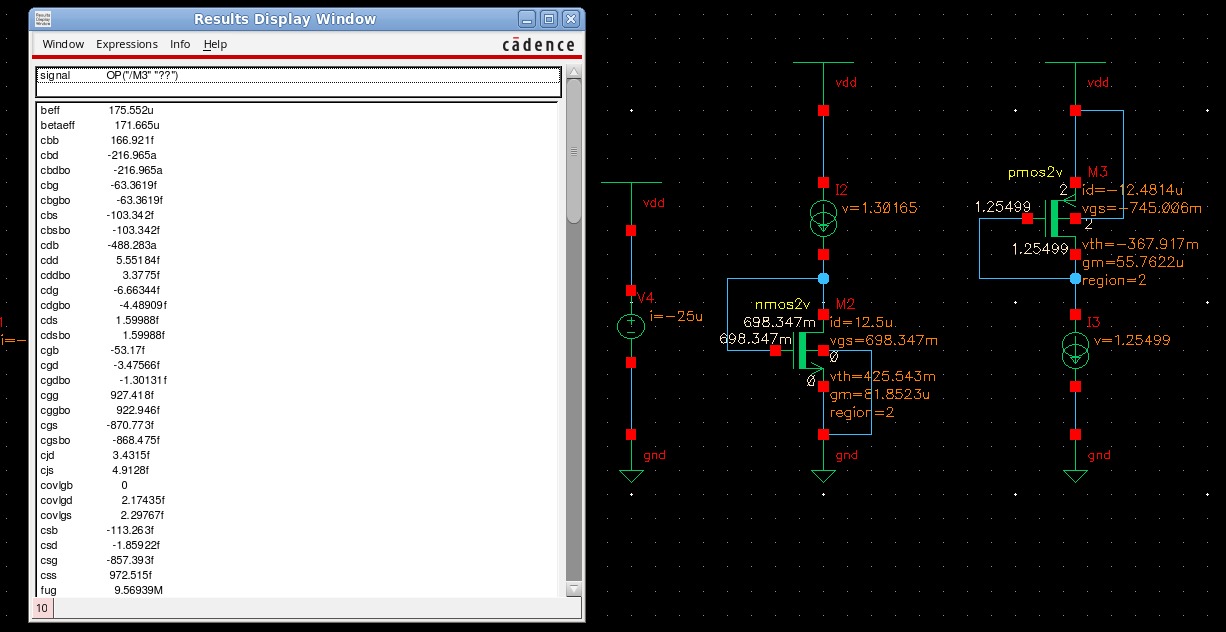 Results Display Window
Window Expressions Info Help cādence
signal OP("/M3" "??")
beff 175.552u
betaeff 171.665u
cbb 166.921f
cbd -216.965a
cbdbo -216.965a
cbg -63.3619f
cbgbo -63.3619f
cbs -103.342f
cbsbo -103.342f
cdb -488.283a
cdd 5.55184f
cddbo 3.3775f
cdg -6.66344f
cdgbo -4.48909f
cds 1.59988f
cdsbo 1.59988f
cgb -53.17f
cgd -3.47566f
cgdbo -1.30131f
cgg 927.418f
cggbo 922.946f
cgs -870.773f
cgsbo -868.475f
cjd 3.4315f
cjs 4.9128f
covlgb 0
covlgd 2.17435f
covlgs 2.29767f
csb -113.263f
csd -1.85922f
csg -857.393f
css 972.515f
fug 9.56939M
10
i=-
vdd
V4
i=-25u
gnd
vdd
I2
v=1.30165
nmos2v
M2
698.347m
698.347m
id=12.5u
vgs=698.347m
0
0
vth=425.543m
gm=81.8523u
region=2
gnd
vdd
pmos2v
M3
2
id=-12.4814u
1.25499
vgs=-745.006m
2
1.25499
vth=-367.917m
gm=55.7622u
region=2
I3
v=1.25499
gnd